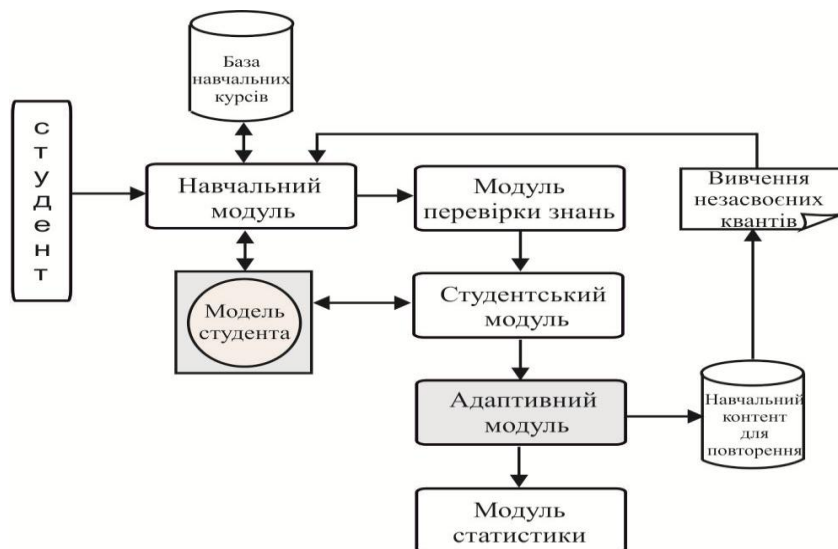 База
навчальних
курсів
студент
Навчальний
модуль
Модуль
перевірки знань
Вивчення
незасвоєних
квантів
Модель
студента
Студентський
модуль
Адаптивний
модуль
Навчальний
контент
для
повторення
Модуль
статистики